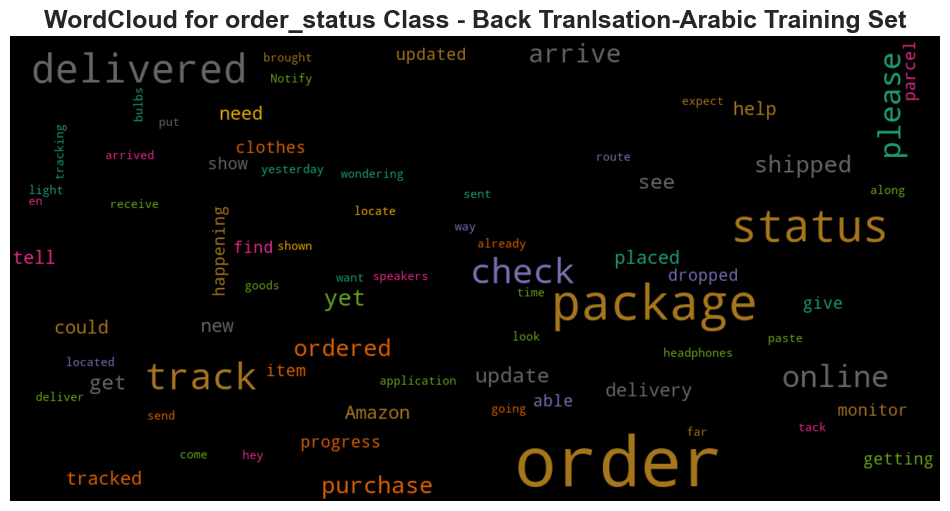 WordCloud for order_status Class - Back Tranlsation-Arabic Training Set
delivered
brought
updated
arrive
please
parcel
Notify
bulbs
put
need
expect
help
tracking
arrived
show
clothes
yesterday
wondering
route
see
shipped
light
en
receive
locate
sent
along
way
status
tell
happening
find
shown
already
placed
goods
want
speakers
check
dropped
yet
time
package
give
could
new
look
paste
located
ordered
headphones
get
track
item
application
update
delivery
online
deliver
able
send
Amazon
going
monitor
come
hey
progress
far
tack
order
getting
tracked
purchase